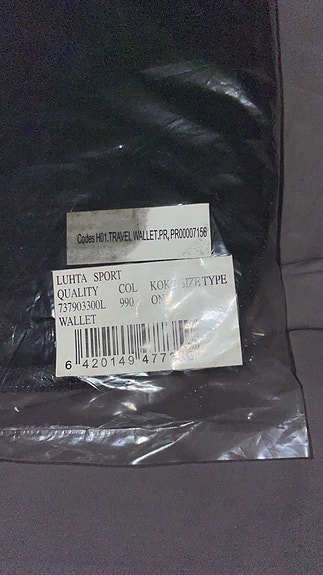 Codes H01.TRAVEL WALLET.PR, PR00007156
LUHTA SPORT
QUALITY COL KOKO SIZE TYPE
737903300L 990 ONE
WALLET
6 420149